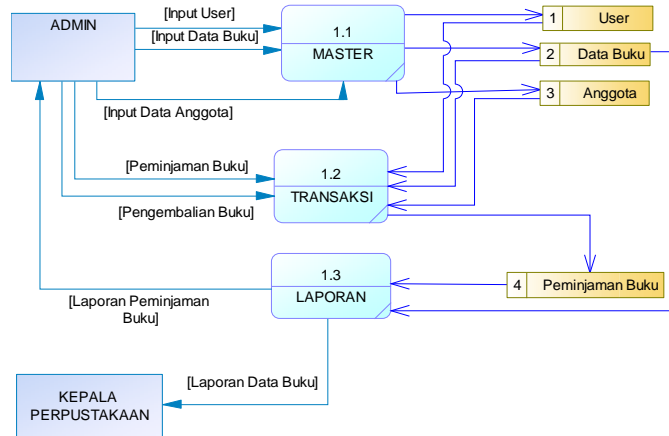 ADMIN
[Input User]
[Input Data Buku]
1.1
MASTER
1 User
2 Data Buku
3 Anggota
[Input Data Anggota]
[Peminjaman Buku]
1.2
TRANSAKSI
[Pengembalian Buku]
1.3
LAPORAN
4 Peminjaman Buku
[Laporan Peminjaman
Buku]
[Laporan Data Buku]
KEPALA
PERPUSTAKAAN